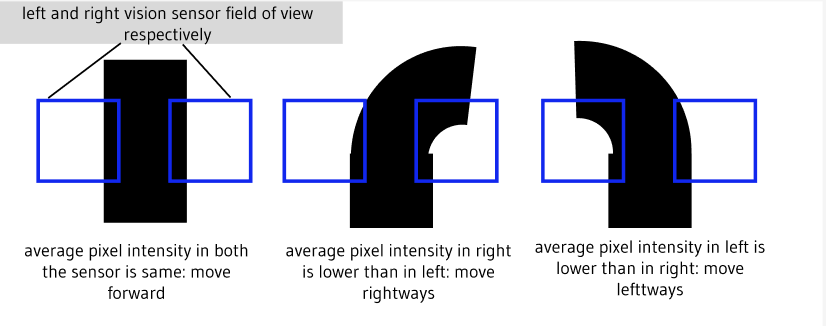 left and right vision sensor field of view
respectively
average pixel intensity in both
the sensor is same: move
forward
average pixel intensity in right
is lower than in left: move
rightways
average pixel intensity in left is
lower than in right: move
lefttways